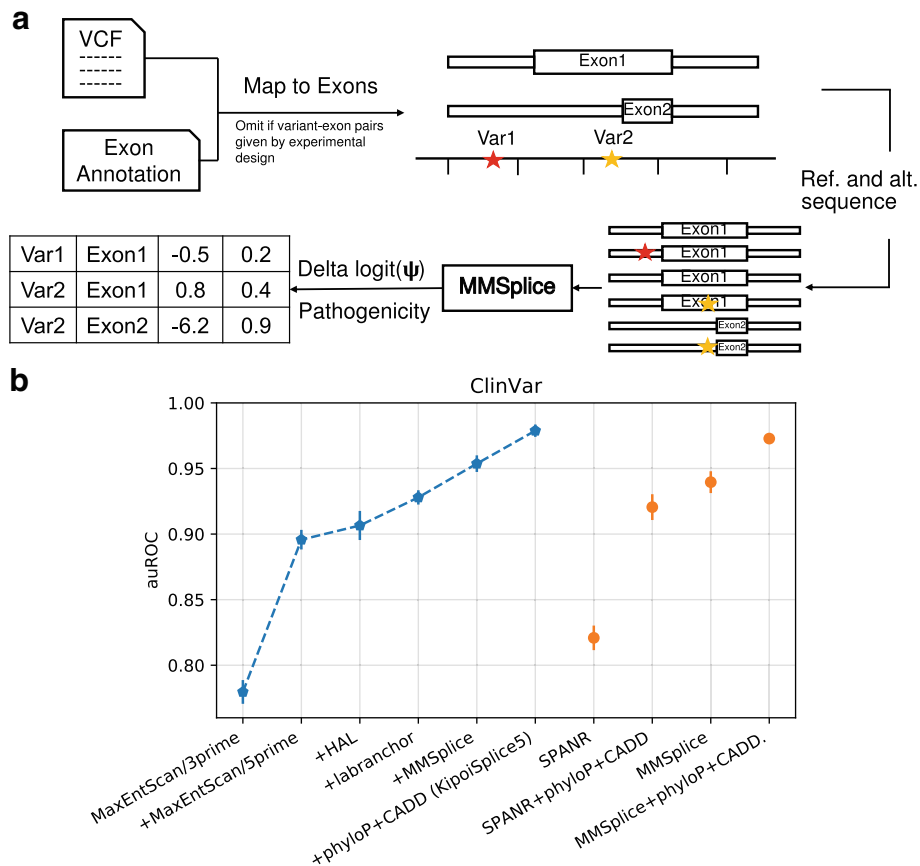 a
VCF
Exon
Annotation
Map to Exons
Omit if variant-exon pairs
given by experimental
design
Exon1
Exon2
Var1 Var2
Ref. and alt.
sequence
Exon1
Exon1
Exon1
Exon1
Exon2
Exon2
MMSplice
Delta logit(ψ)
Pathogenicity
Var1 Exon1 -0.5 0.2
Var2 Exon1 0.8 0.4
Var2 Exon2 -6.2 0.9
b
ClinVar
auROC
1.00
0.95
0.90
0.85
0.80
MaxEntScan/3prime
+MaxEntScan/5prime
+HAL
+labranchor
+MMSplice
+phyloP+CADD (KipoiSplice5)
SPANR
SPANR+phyloP+CADD
MMSplice
MMSplice+phyloP+CADD.